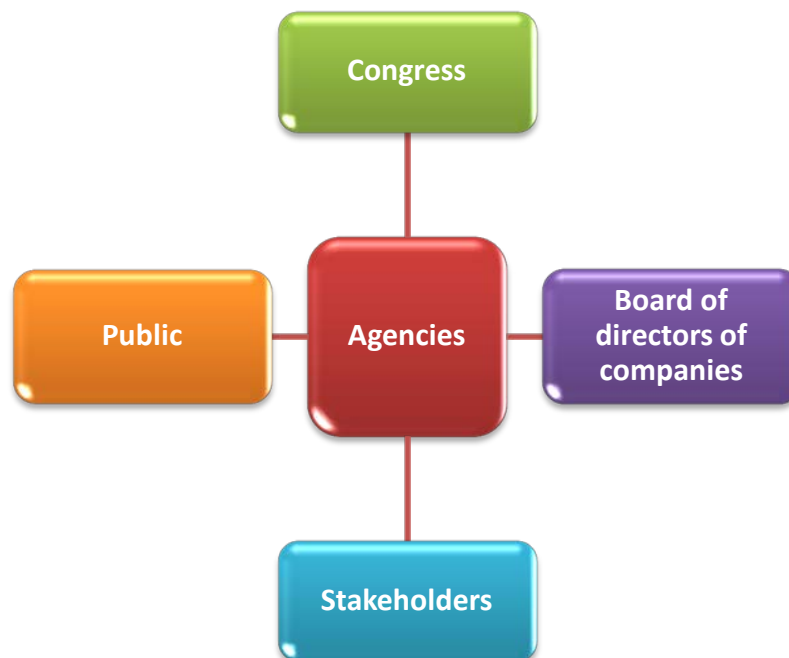 Congress
Public
Agencies
Board of
directors of
companies
Stakeholders